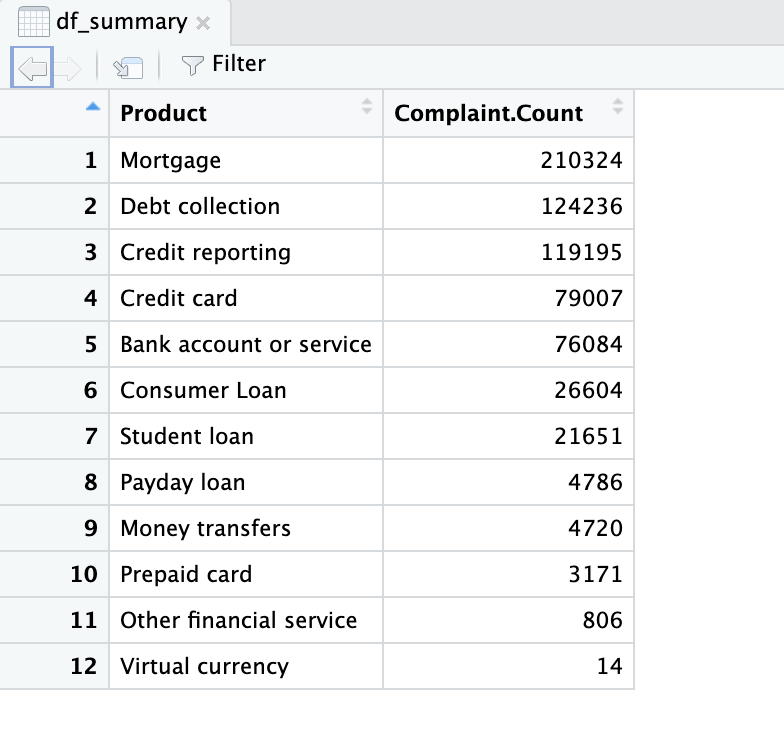 df_summary
Filter
Product Complaint.Count
1 Mortgage 210324
2 Debt collection 124236
3 Credit reporting 119195
4 Credit card 79007
5 Bank account or service 76084
6 Consumer Loan 26604
7 Student loan 21651
8 Payday loan 4786
9 Money transfers 4720
10 Prepaid card 3171
11 Other financial service 806
12 Virtual currency 14